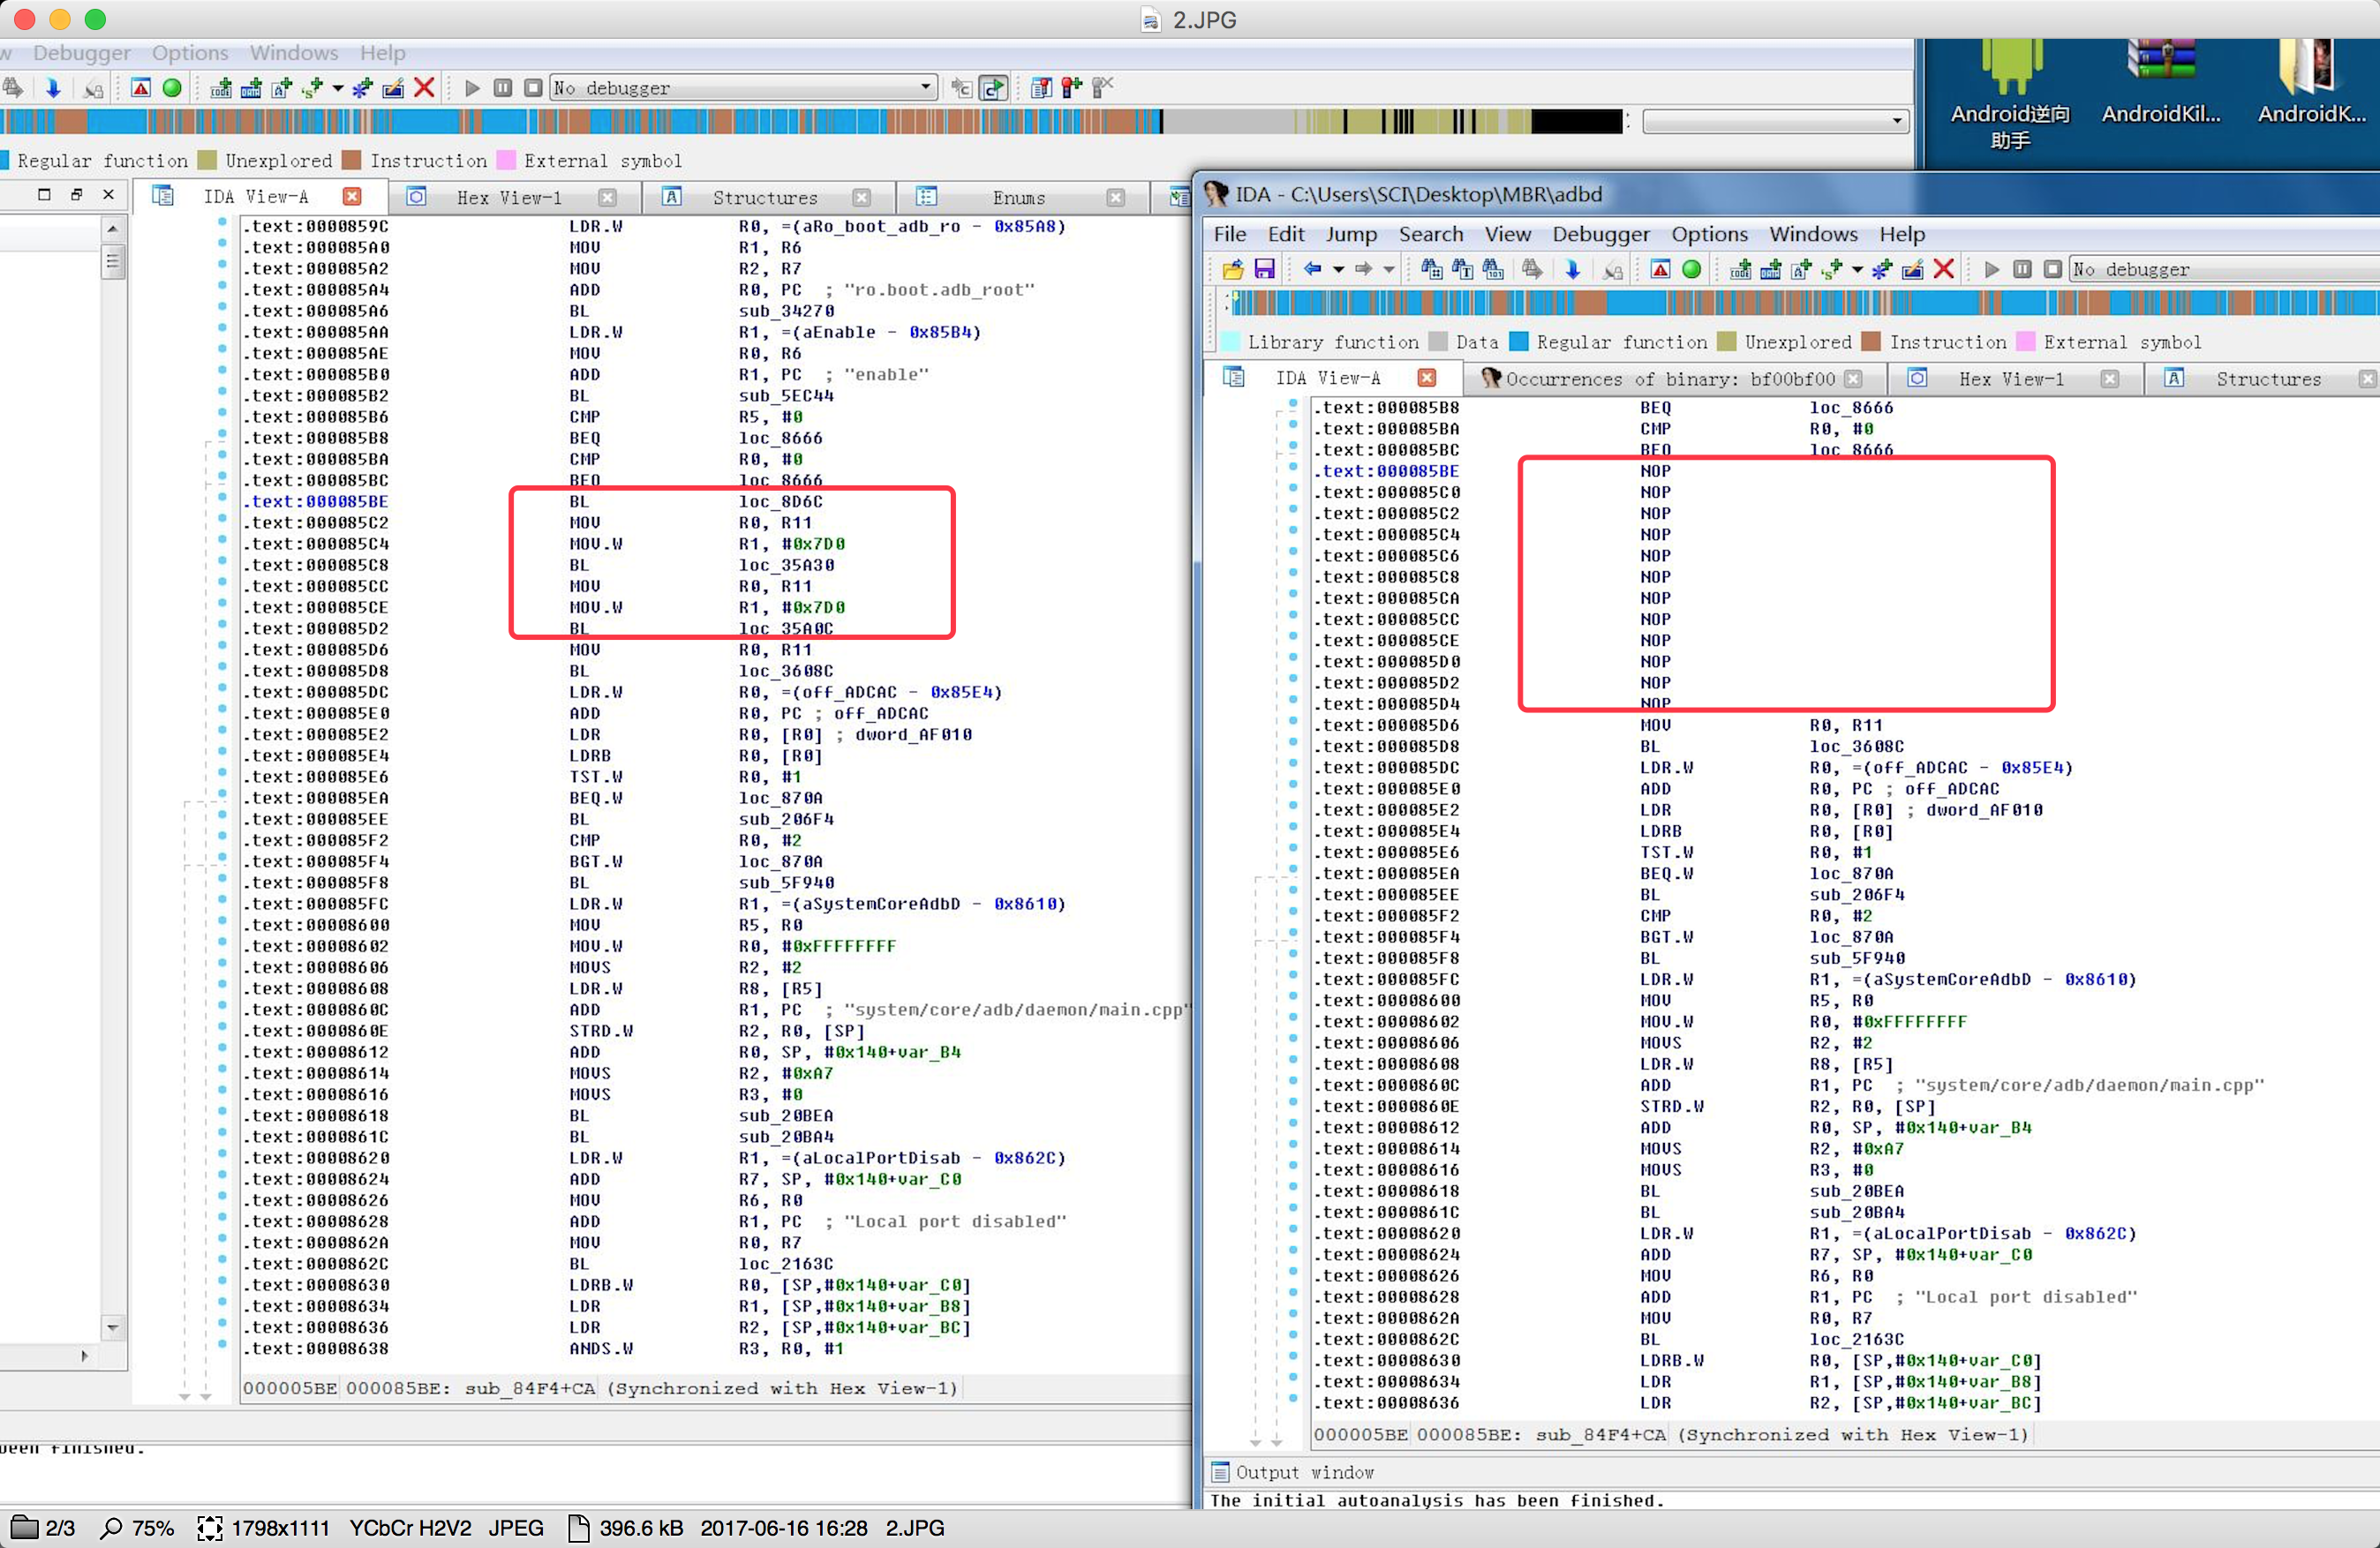 2.JPG
w Debugger Options Windows Help
No debugger
Regular function Unexplored Instruction External symbol
IDA View-A Hex View-1 Structures Enums
.text:0000859C LDR.W R0, =(aRo_boot_adb_ro - 0x85A8)
.text:000085A0 MOV R1, R6
.text:000085A2 MOV R2, R7
.text:000085A4 ADD R0, PC ; "ro.boot.adb_root"
.text:000085A6 BL sub_34270
.text:000085AA LDR.W R1, =(aEnable - 0x85B4)
.text:000085AE MOV R0, R6
.text:000085B0 ADD R1, PC ; "enable"
.text:000085B2 BL sub_5EC44
.text:000085B6 CMP R5, #0
.text:000085B8 BEQ loc_8666
.text:000085BA CMP R0, #0
.text:000085BC BEQ loc_8666
.text:000085BE BL loc_8D6C
.text:000085C2 MOV R0, R11
.text:000085C4 MOV.W R1, #0x7D0
.text:000085C8 BL loc_35A30
.text:000085CC MOV R0, R11
.text:000085CE MOV.W R1, #0x7D0
.text:000085D2 BL loc_35A0C
.text:000085D6 MOV R0, R11
.text:000085D8 BL loc_3608C
.text:000085DC LDR.W R0, =(off_ADCAC - 0x85E4)
.text:000085E0 ADD R0, PC ; off_ADCAC
.text:000085E2 LDR R0, [R0] ; dword_AF010
.text:000085E4 LDRB R0, [R0]
.text:000085E6 TST.W R0, #1
.text:000085EA BEQ.W loc_870A
.text:000085EE BL sub_206F4
.text:000085F2 CMP R0, #2
.text:000085F4 BGT.W loc_870A
.text:000085F8 BL sub_5F940
.text:000085FC LDR.W R1, =(aSystemCoreAdbD - 0x8610)
.text:00008600 MOV R5, R0
.text:00008602 MOV.W R0, #0xFFFFFFFF
.text:00008606 MOVS R2, #2
.text:00008608 LDR.W R8, [R5]
.text:0000860C ADD R1, PC ; "system/core/adb/daemon/main.cpp"
.text:0000860E STRD.W R2, R0, [SP]
.text:00008612 ADD R0, SP, #0x140+var_B4
.text:00008614 MOVS R2, #0xA7
.text:00008616 MOVS R3, #0
.text:00008618 BL sub_20BEA
.text:0000861C BL sub_20BA4
.text:00008620 LDR.W R1, =(aLocalPortDisab - 0x862C)
.text:00008624 ADD R7, SP, #0x140+var_C0
.text:00008626 MOV R6, R0
.text:00008628 ADD R1, PC ; "Local port disabled"
.text:0000862A MOV R0, R7
.text:0000862C BL loc_2163C
.text:00008630 LDRB.W R0, [SP,#0x140+var_C0]
.text:00008634 LDR R1, [SP,#0x140+var_B8]
.text:00008636 LDR R2, [SP,#0x140+var_BC]
.text:00008638 ANDS.W R3, R0, #1
000005BE 000085BE: sub_84F4+CA (Synchronized with Hex View-1)
been finished.
Android逆向
助手
AndroidKil...
AndroidK...
IDA - C:\Users\SCI\Desktop\MBR\adbd
File Edit Jump Search View Debugger Options Windows Help
No debugger
Library function Data Regular function Unexplored Instruction External symbol
IDA View-A Occurrences of binary: bf00bf00 Hex View-1 Structures
.text:000085B8 BEQ loc_8666
.text:000085BA CMP R0, #0
.text:000085BC BEQ loc_8666
.text:000085BE NOP
.text:000085C0 NOP
.text:000085C2 NOP
.text:000085C4 NOP
.text:000085C6 NOP
.text:000085C8 NOP
.text:000085CA NOP
.text:000085CC NOP
.text:000085CE NOP
.text:000085D0 NOP
.text:000085D2 NOP
.text:000085D4 NOP
.text:000085D6 MOV R0, R11
.text:000085D8 BL loc_3608C
.text:000085DC LDR.W R0, =(off_ADCAC - 0x85E4)
.text:000085E0 ADD R0, PC ; off_ADCAC
.text:000085E2 LDR R0, [R0] ; dword_AF010
.text:000085E4 LDRB R0, [R0]
.text:000085E6 TST.W R0, #1
.text:000085EA BEQ.W loc_870A
.text:000085EE BL sub_206F4
.text:000085F2 CMP R0, #2
.text:000085F4 BGT.W loc_870A
.text:000085F8 BL sub_5F940
.text:000085FC LDR.W R1, =(aSystemCoreAdbD - 0x8610)
.text:00008600 MOV R5, R0
.text:00008602 MOV.W R0, #0xFFFFFFFF
.text:00008606 MOVS R2, #2
.text:00008608 LDR.W R8, [R5]
.text:0000860C ADD R1, PC ; "system/core/adb/daemon/main.cpp"
.text:0000860E STRD.W R2, R0, [SP]
.text:00008612 ADD R0, SP, #0x140+var_B4
.text:00008614 MOVS R2, #0xA7
.text:00008616 MOVS R3, #0
.text:00008618 BL sub_20BEA
.text:0000861C BL sub_20BA4
.text:00008620 LDR.W R1, =(aLocalPortDisab - 0x862C)
.text:00008624 ADD R7, SP, #0x140+var_C0
.text:00008626 MOV R6, R0
.text:00008628 ADD R1, PC ; "Local port disabled"
.text:0000862A MOV R0, R7
.text:0000862C BL loc_2163C
.text:00008630 LDRB.W R0, [SP,#0x140+var_C0]
.text:00008634 LDR R1, [SP,#0x140+var_B8]
.text:00008636 LDR R2, [SP,#0x140+var_BC]
000005BE 000085BE: sub_84F4+CA (Synchronized with Hex View-1)
Output window
The initial autoanalysis has been finished.
2/3 75% 1798x1111 YCbCr H2V2 JPEG 396.6 kB 2017-06-16 16:28 2.JPG